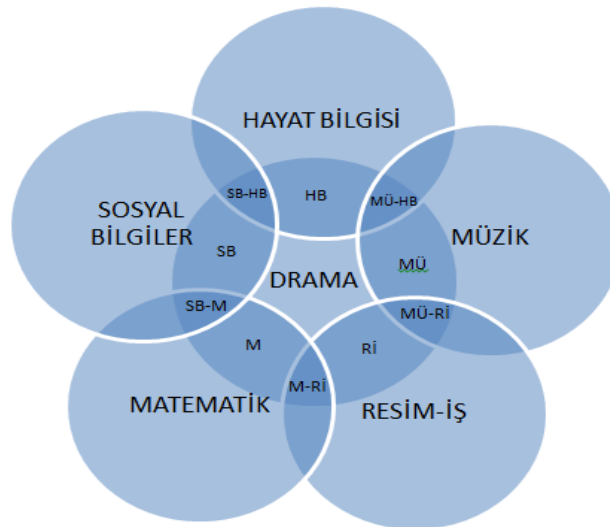 HAYAT BİLGİSİ
SB-HB
HB
MÜ-HB
SOSYAL
BİLGİLER
SB
DRAMA
MÜ
MÜZİK
SB-M
MÜ-Rİ
M
Rİ
M-Rİ
MATEMATİK
RESİM-İŞ